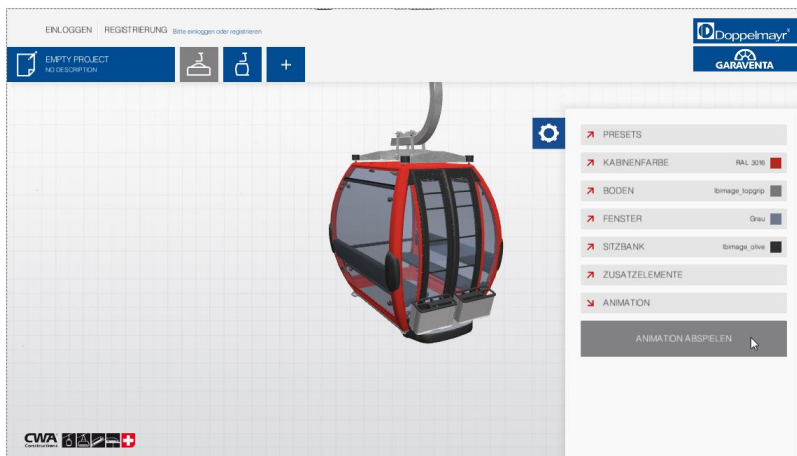 EINLOGGEN REGISTRIERUNG Bitte einloggen oder registrieren
Doppelmayr
GARAVENTA
EMPTY PROJECT
NO DESCRIPTION
+
PRESETS
KABINENFARBE RAL 3016
BODEN lbimage_topgrip
FENSTER Grau
SITZBANK lbimage_olive
ZUSATZELEMENTE
ANIMATION
ANIMATION ABSPIELEN
CWA
Constructions